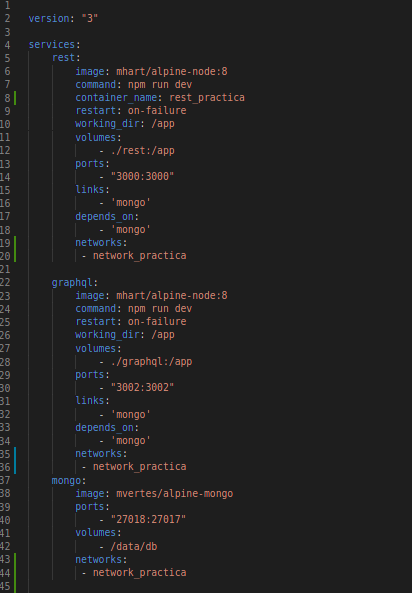 1
2 version: "3"
3
4 services:
5     rest:
6         image: mhart/alpine-node:8
7         command: npm run dev
8         container_name: rest_practica
9         restart: on-failure
10         working_dir: /app
11         volumes:
12             - ./rest:/app
13         ports:
14             - "3000:3000"
15         links:
16             - 'mongo'
17         depends_on:
18             - 'mongo'
19         networks:
20          - network_practica
21
22     graphql:
23         image: mhart/alpine-node:8
24         command: npm run dev
25         restart: on-failure
26         working_dir: /app
27         volumes:
28             - ./graphql:/app
29         ports:
30             - "3002:3002"
31         links:
32             - 'mongo'
33         depends_on:
34             - 'mongo'
35         networks:
36          - network_practica
37     mongo:
38         image: mvertes/alpine-mongo
39         ports:
40             - "27018:27017"
41         volumes:
42             - /data/db
43         networks:
44          - network_practica
45